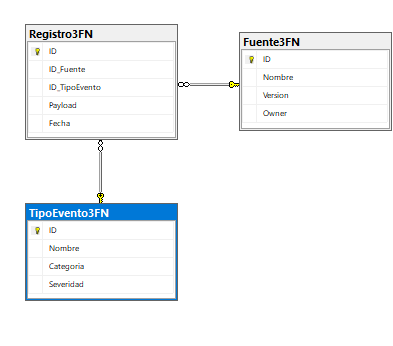 Registro3FN
ID
ID_Fuente
ID_TipoEvento
Payload
Fecha
Fuente3FN
ID
Nombre
Version
Owner
TipoEvento3FN
ID
Nombre
Categoria
Severidad